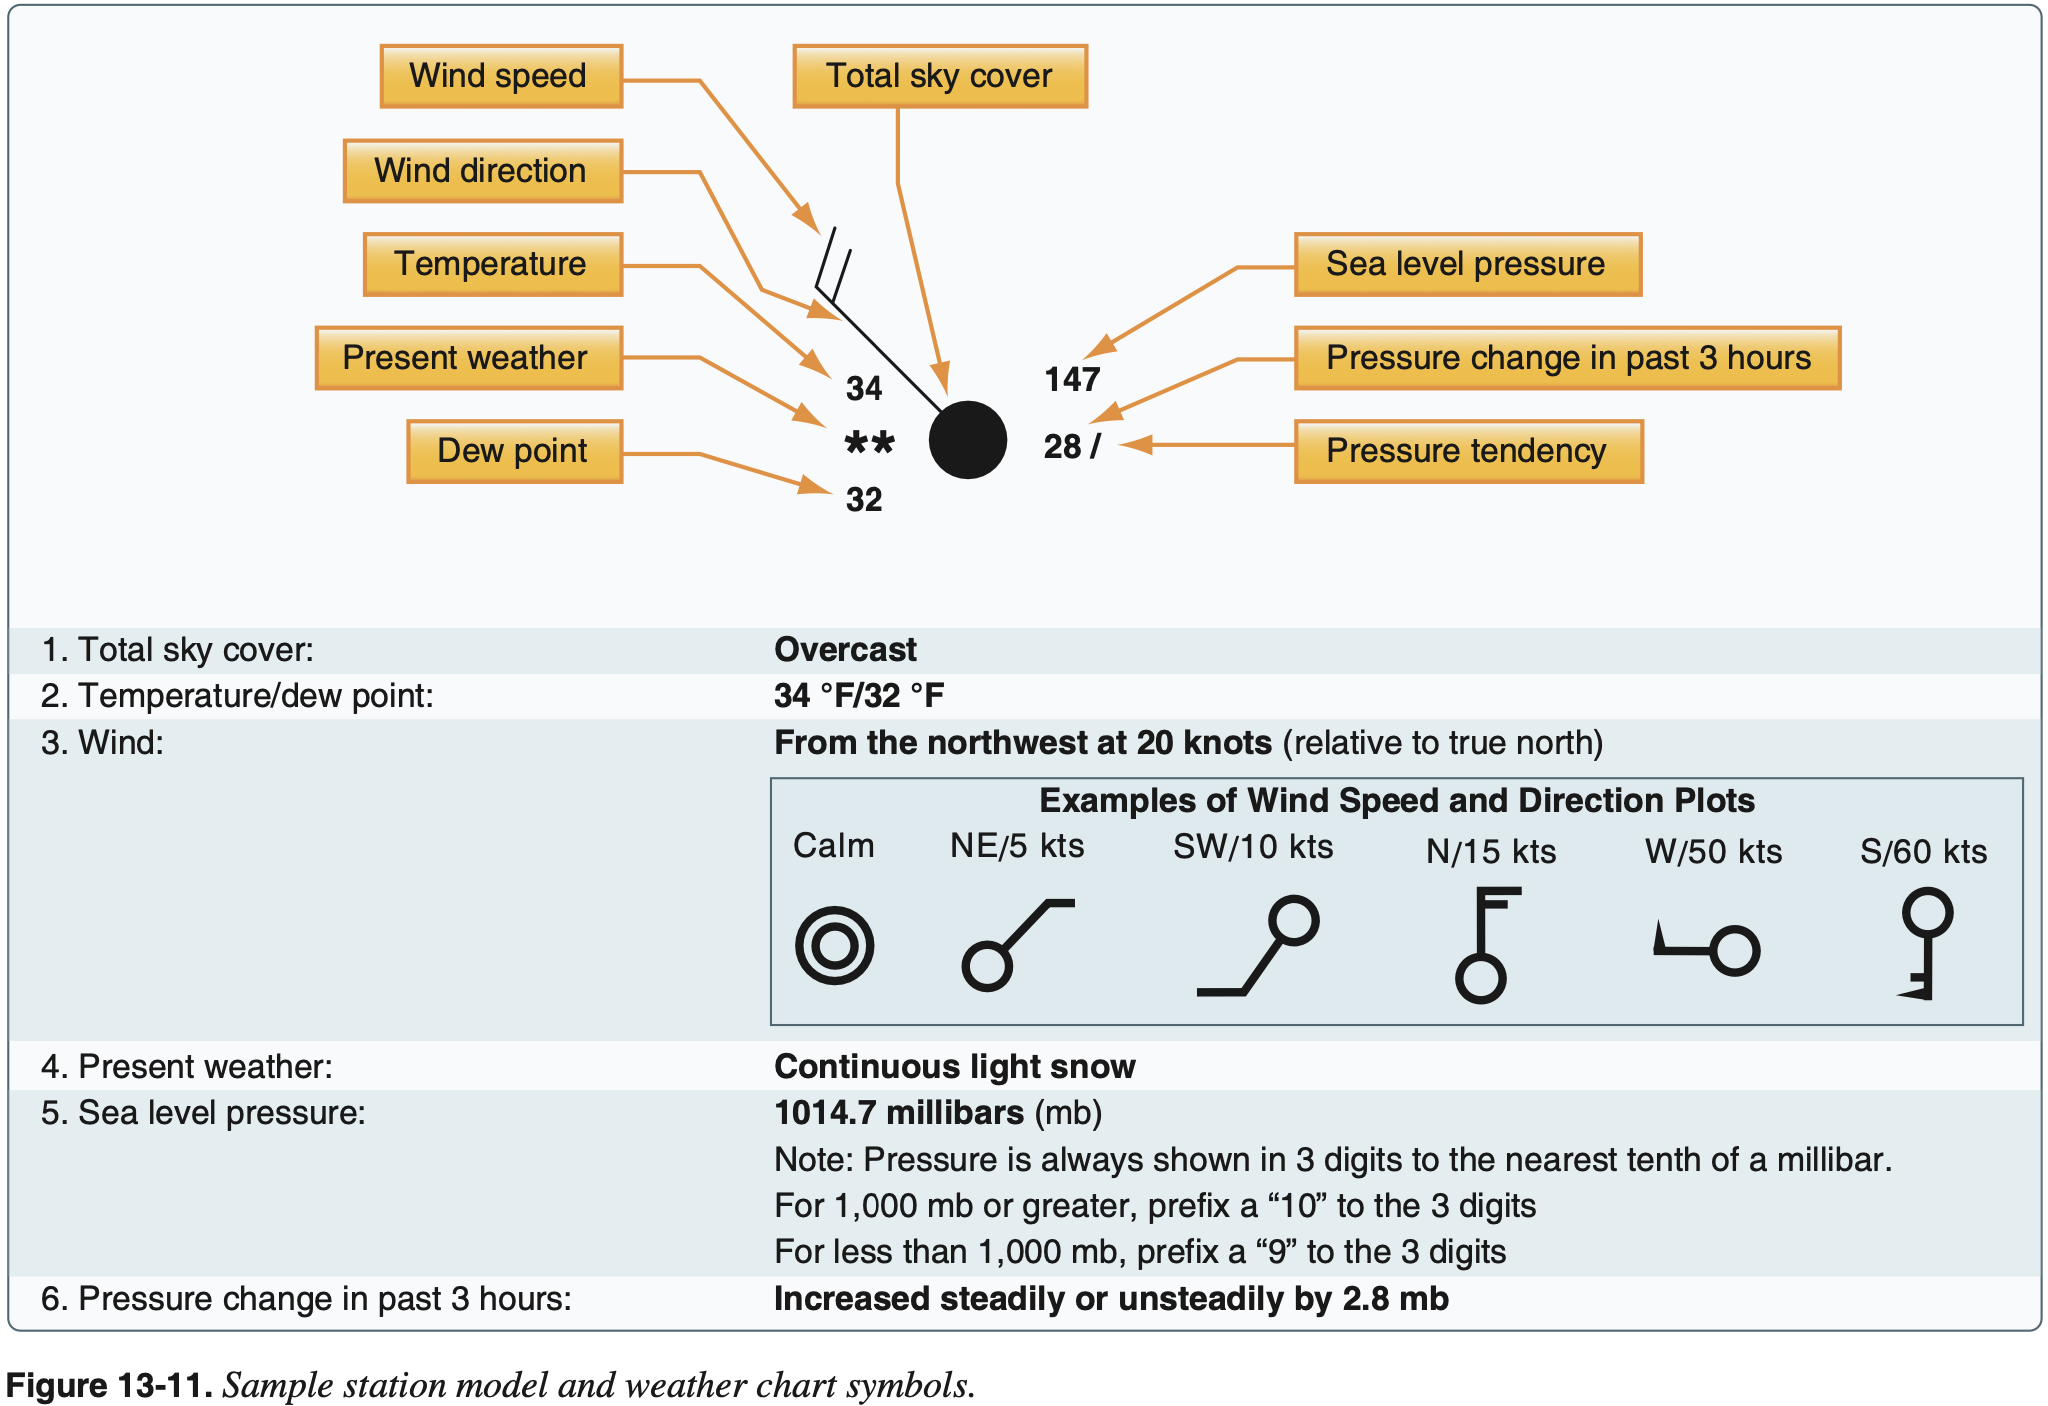 Wind speed
Total sky cover
Wind direction
Temperature
Sea level pressure
Present weather
Pressure change in past 3 hours
34
147
Dew point
**
28 /
Pressure tendency
32
1. Total sky cover: Overcast
2. Temperature/dew point: 34 °F/32 °F
3. Wind: From the northwest at 20 knots (relative to true north)
Examples of Wind Speed and Direction Plots
Calm NE/5 kts SW/10 kts N/15 kts W/50 kts S/60 kts
4. Present weather: Continuous light snow
5. Sea level pressure: 1014.7 millibars (mb)
Note: Pressure is always shown in 3 digits to the nearest tenth of a millibar.
For 1,000 mb or greater, prefix a “10” to the 3 digits
For less than 1,000 mb, prefix a “9” to the 3 digits
6. Pressure change in past 3 hours: Increased steadily or unsteadily by 2.8 mb
Figure 13-11. Sample station model and weather chart symbols.